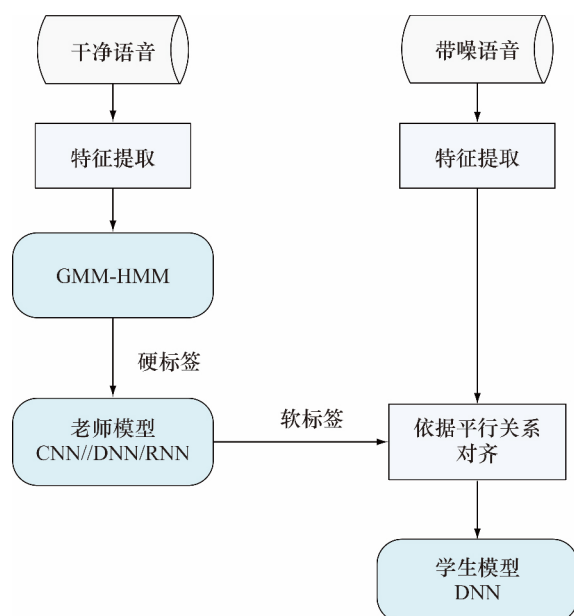 干净语音
带噪语音
特征提取
特征提取
GMM-HMM
硬标签
老师模型
CNN//DNN/RNN
软标签
依据平行关系
对齐
学生模型
DNN